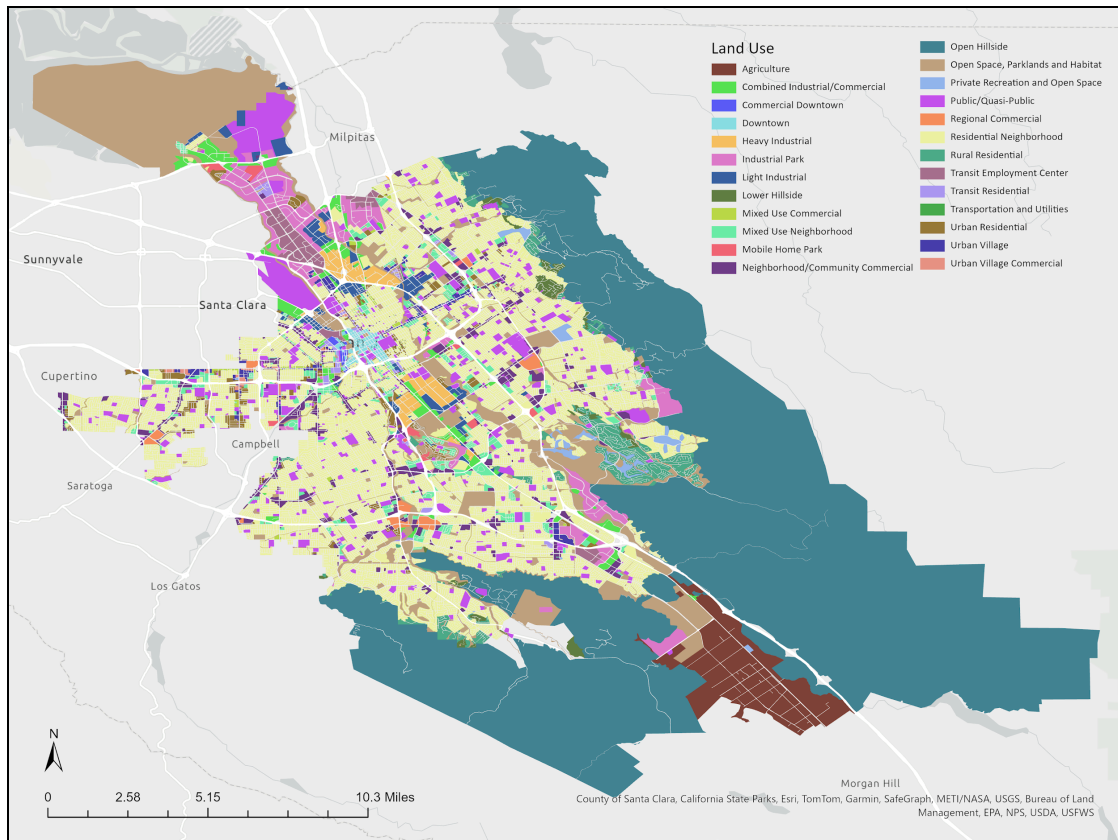 Land Use
Agriculture
Combined Industrial/Commercial
Commercial Downtown
Downtown
Heavy Industrial
Industrial Park
Light Industrial
Lower Hillside
Mixed Use Commercial
Mixed Use Neighborhood
Mobile Home Park
Neighborhood/Community Commercial
Open Hillside
Open Space, Parklands and Habitat
Private Recreation and Open Space
Public/Quasi-Public
Regional Commercial
Residential Neighborhood
Rural Residential
Transit Employment Center
Transit Residential
Transportation and Utilities
Urban Residential
Urban Village
Urban Village Commercial
Milpitas
Sunnyvale
Santa Clara
Cupertino
Campbell
Saratoga
Los Gatos
Morgan Hill
N
0 2.58 5.15 10.3 Miles
County of Santa Clara, California State Parks, Esri, TomTom, Garmin, SafeGraph, METI/NASA, USGS, Bureau of Land
Management, EPA, NPS, USDA, USFWS